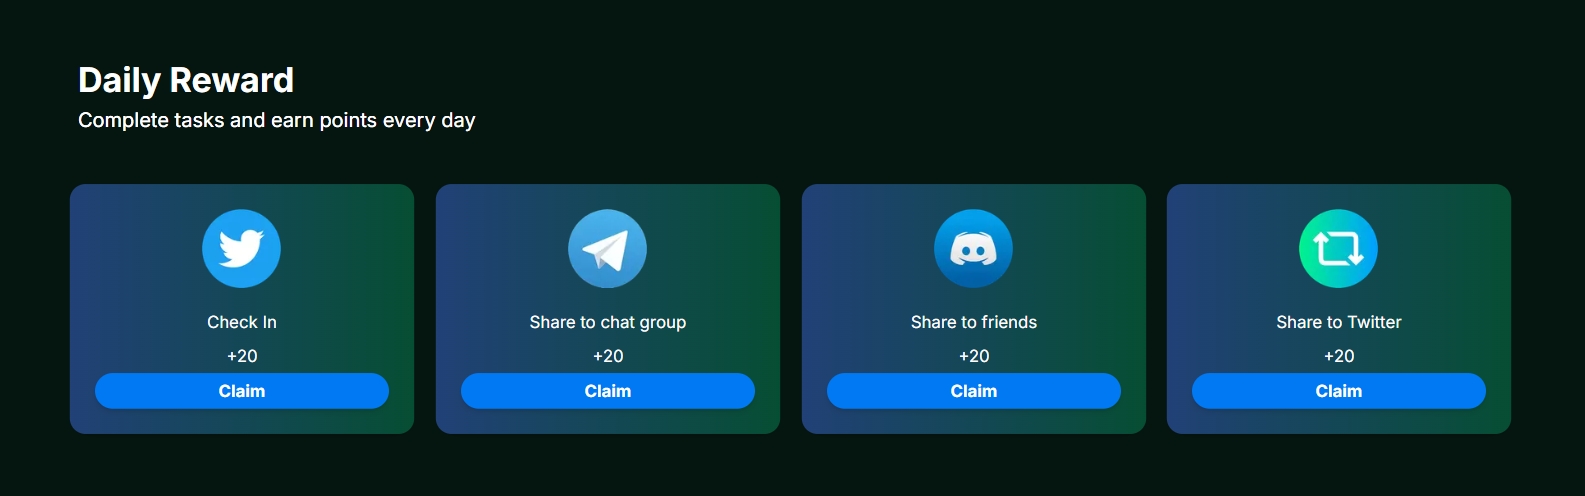 Daily Reward
Complete tasks and earn points every day
Check In
+20
Claim
Share to chat group
+20
Claim
Share to friends
+20
Claim
Share to Twitter
+20
Claim